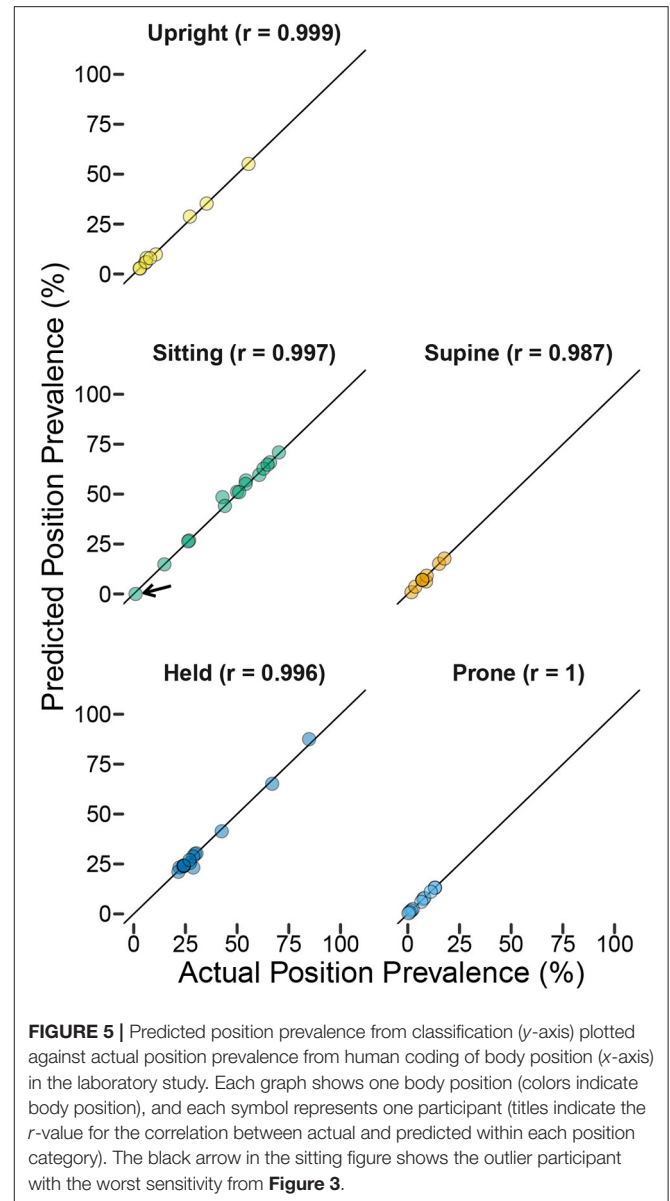 Upright (r = 0.999)
100
75
50
25
0
Predicted Position Prevalence (%)
Sitting (r = 0.997)
Supine (r = 0.987)
100
75
50
25
0
Held (r = 0.996)
Prone (r = 1)
100
75
50
25
0
0 25 50 75 100
0 25 50 75 100
Actual Position Prevalence (%)
FIGURE 5 | Predicted position prevalence from classification (y-axis) plotted
against actual position prevalence from human coding of body position (x-axis)
in the laboratory study. Each graph shows one body position (colors indicate
body position), and each symbol represents one participant (titles indicate the
r-value for the correlation between actual and predicted within each position
category). The black arrow in the sitting figure shows the outlier participant
with the worst sensitivity from Figure 3.